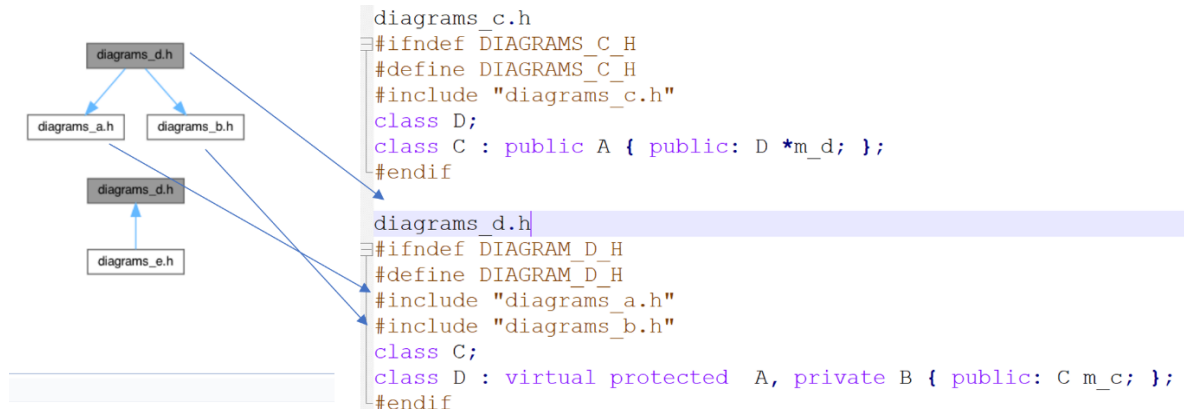 diagrams_d.h
diagrams_a.h
diagrams_b.h
diagrams_d.h
diagrams_e.h
diagrams_c.h
#ifndef DIAGRAMS_C_H
#define DIAGRAMS_C_H
#include "diagrams_c.h"
class D;
class C : public A { public: D *m_d; };
#endif
diagrams_d.h
#ifndef DIAGRAM_D_H
#define DIAGRAM_D_H
#include "diagrams_a.h"
#include "diagrams_b.h"
class C;
class D : virtual protected  A, private B { public: C m_c; };
#endif